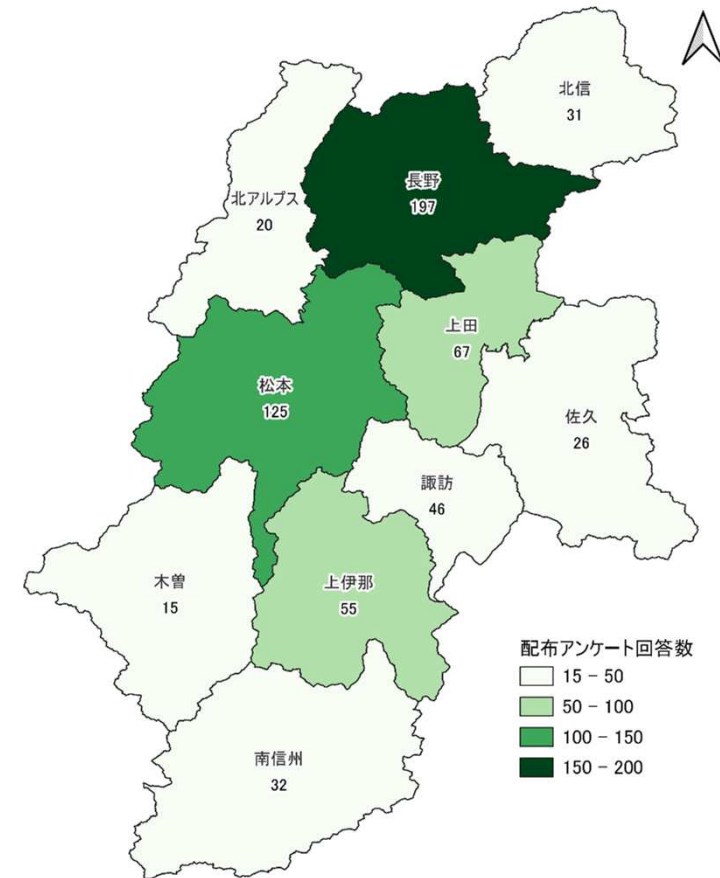 北信
31
長野
197
北アルプス
20
上田
67
松本
125
佐久
26
諏訪
46
木曽
15
上伊那
55
南信州
32
配布アンケート回答数
15 − 50
50 − 100
100 − 150
150 − 200